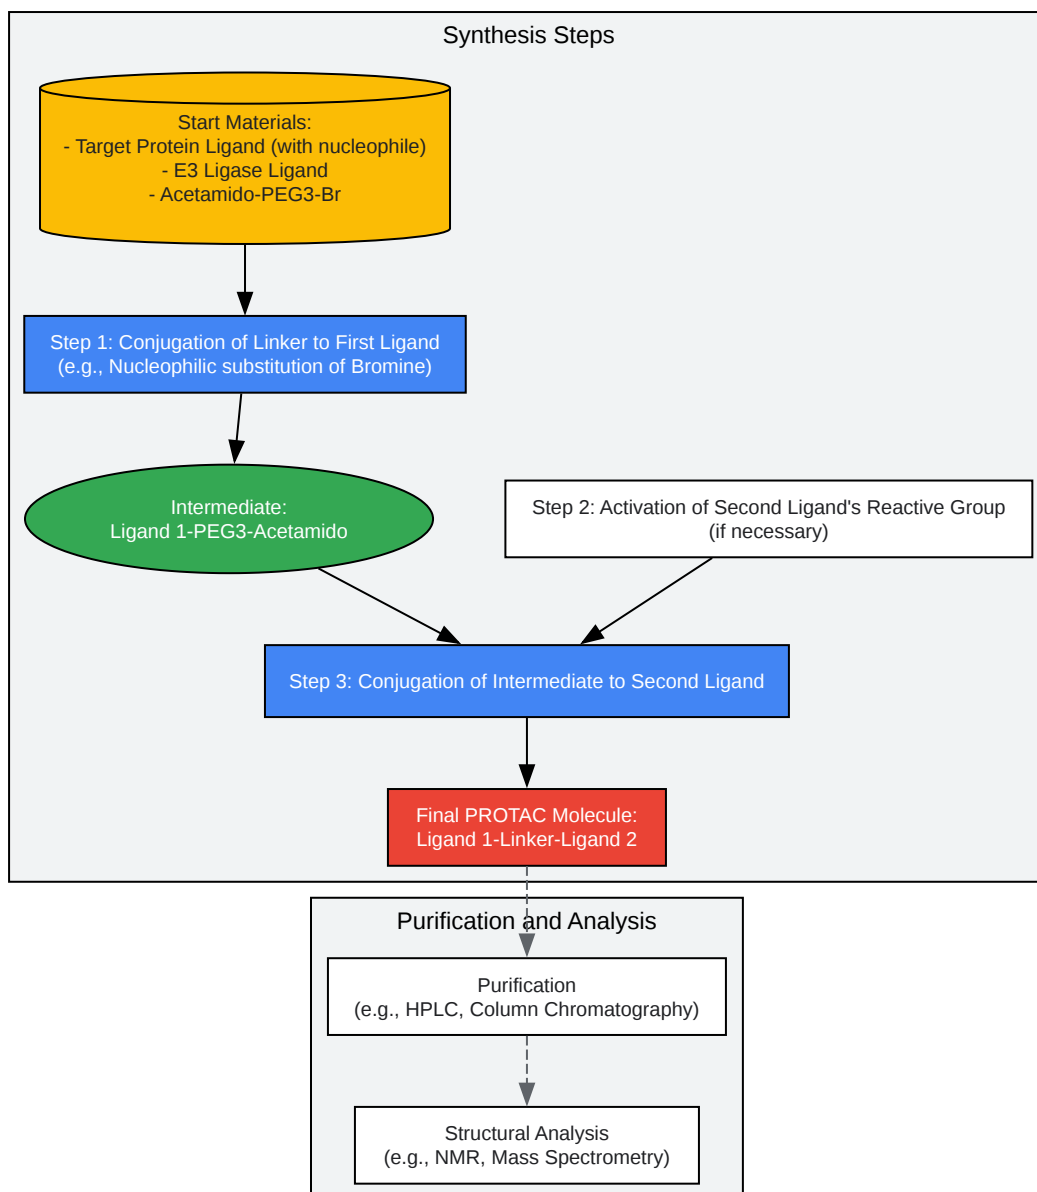 Synthesis Steps
Start Materials:
- Target Protein Ligand (with nucleophile)
- E3 Ligase Ligand
- Acetamido-PEG3-Br
Step 1: Conjugation of Linker to First Ligand
(e.g., Nucleophilic substitution of Bromine)
Intermediate:
Ligand 1-PEG3-Acetamido
Step 2: Activation of Second Ligand's Reactive Group
(if necessary)
Step 3: Conjugation of Intermediate to Second Ligand
Final PROTAC Molecule:
Ligand 1-Linker-Ligand 2
Purification and Analysis
Purification
(e.g., HPLC, Column Chromatography)
Structural Analysis
(e.g., NMR, Mass Spectrometry)